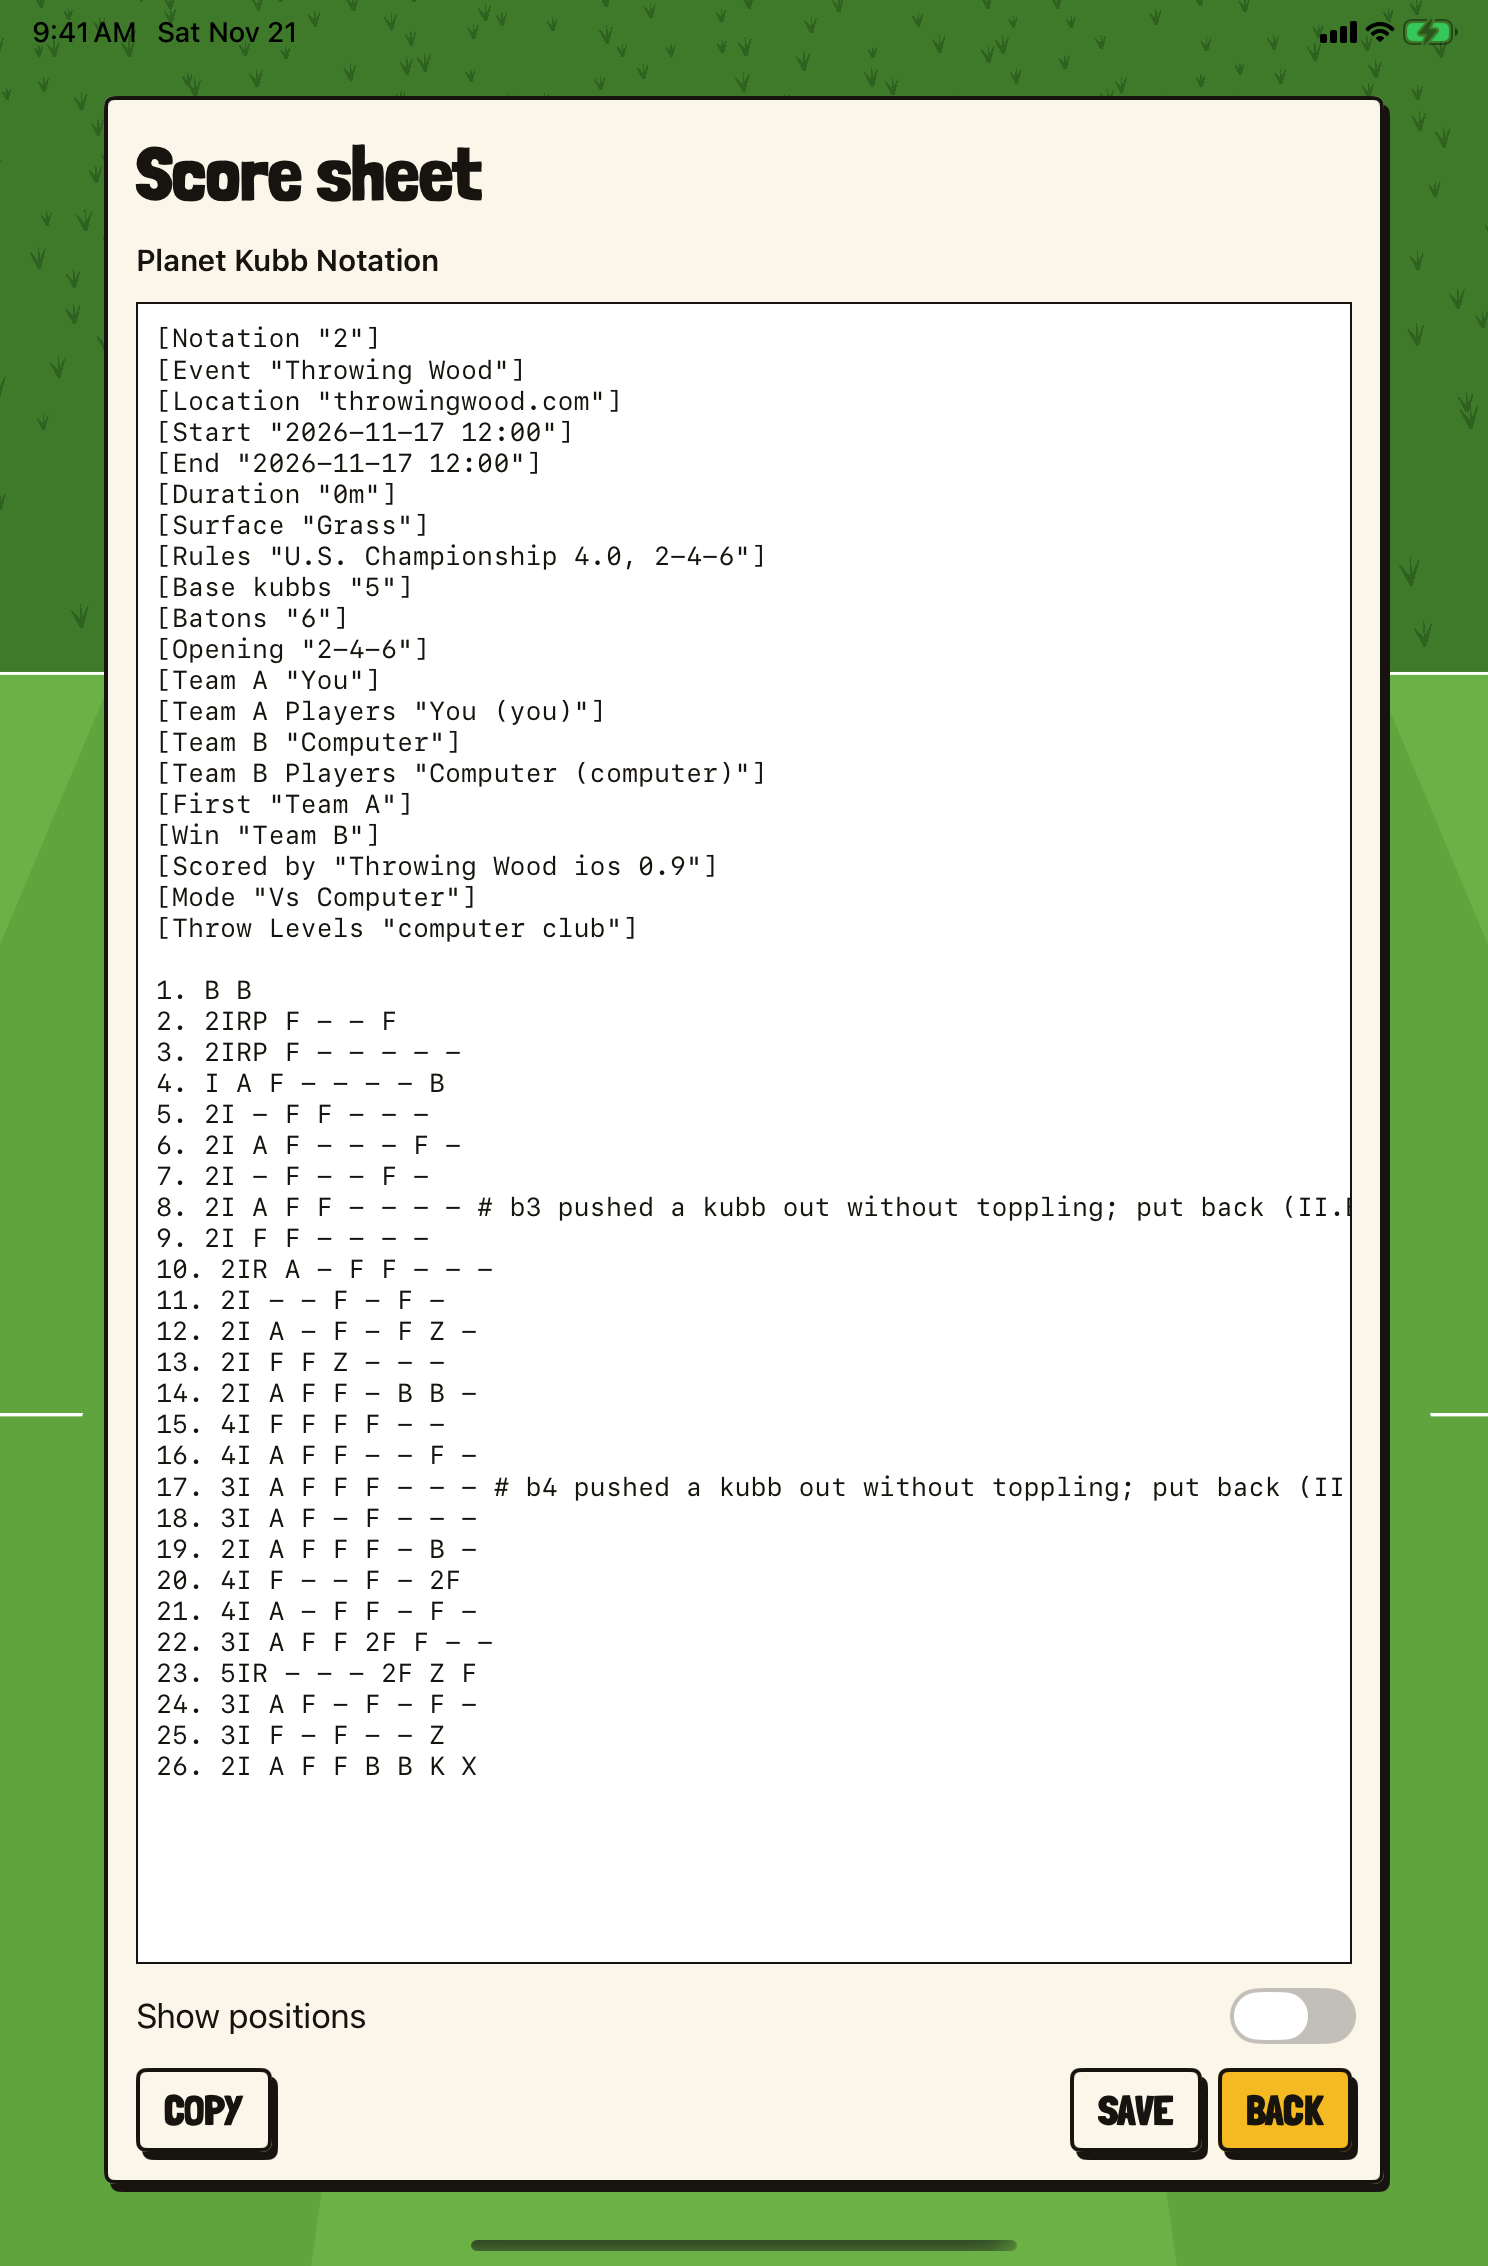 9:41 AM Sat Nov 21
Score sheet
Planet Kubb Notation
[Notation "2"]
[Event "Throwing Wood"]
[Location "throwingwood.com"]
[Start "2026-11-17 12:00"]
[End "2026-11-17 12:00"]
[Duration "0m"]
[Surface "Grass"]
[Rules "U.S. Championship 4.0, 2-4-6"]
[Base kubbs "5"]
[Batons "6"]
[Opening "2-4-6"]
[Team A "You"]
[Team A Players "You (you)"]
[Team B "Computer"]
[Team B Players "Computer (computer)"]
[First "Team A"]
[Win "Team B"]
[Scored by "Throwing Wood ios 0.9"]
[Mode "Vs Computer"]
[Throw Levels "computer club"]
1. B B
2. 2IRP F - - F
3. 2IRP F - - - - -
4. I A F - - - - B
5. 2I - F F - - -
6. 2I A F - - - F -
7. 2I - F - - F -
8. 2I A F F - - - - # b3 pushed a kubb out without toppling; put back (II.
9. 2I F F - - - -
10. 2IR A - F F - - -
11. 2I - - F - F -
12. 2I A - F - F Z -
13. 2I F F Z - - -
14. 2I A F F - B B -
15. 4I F F F F - -
16. 4I A F F - - F -
17. 3I A F F F - - - # b4 pushed a kubb out without toppling; put back (II
18. 3I A F - F - - -
19. 2I A F F F - B -
20. 4I F - - F - 2F
21. 4I A - F F - F -
22. 3I A F F 2F F - -
23. 5IR - - - 2F Z F
24. 3I A F - F - F -
25. 3I F - F - - Z
26. 2I A F F B B K X
Show positions
COPY
SAVE
BACK